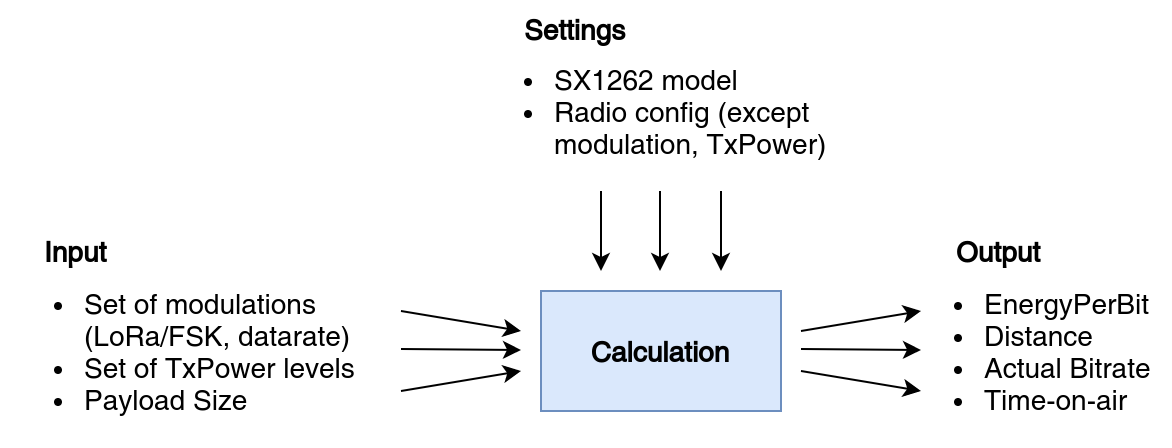 Settings
• SX1262 model
• Radio config (except
modulation, TxPower)
Input
• Set of modulations
(LoRa/FSK, datarate)
• Set of TxPower levels
• Payload Size
Calculation
Output
• EnergyPerBit
• Distance
• Actual Bitrate
• Time-on-air